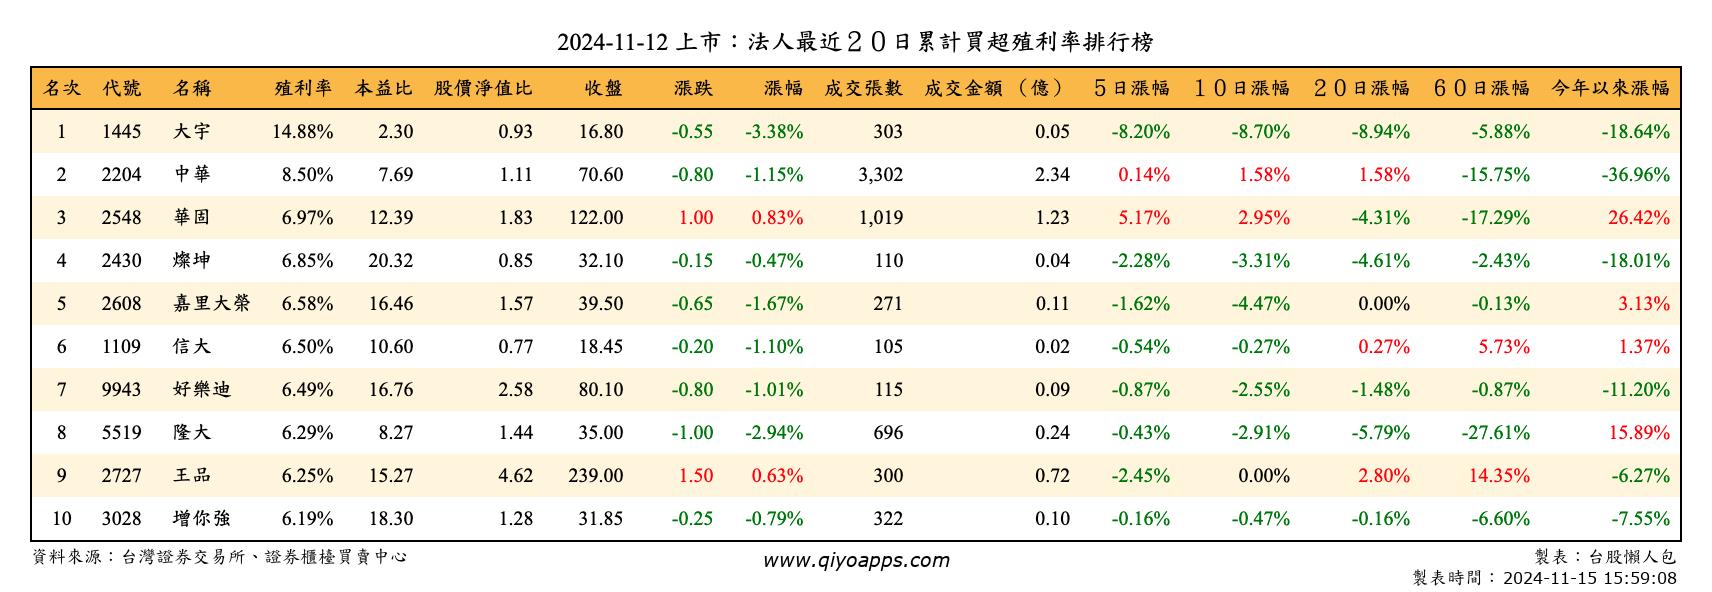 2024-11-12 上市：法人最近２０日累計買超殖利率排行榜
名次 代號 名稱 殖利率 本益比 股價淨值比 收盤 漲跌 漲幅 成交張數 成交金額（億） ５日漲幅 １０日漲幅 ２０日漲幅 ６０日漲幅 今年以來漲幅
1 1445 大宇 14.88% 2.30 0.93 16.80 -0.55 -3.38% 303 0.05 -8.20% -8.70% -8.94% -5.88% -18.64%
2 2204 中華 8.50% 7.69 1.11 70.60 -0.80 -1.15% 3,302 2.34 0.14% 1.58% 1.58% -15.75% -36.96%
3 2548 華固 6.97% 12.39 1.83 122.00 1.00 0.83% 1,019 1.23 5.17% 2.95% -4.31% -17.29% 26.42%
4 2430 燦坤 6.85% 20.32 0.85 32.10 -0.15 -0.47% 110 0.04 -2.28% -3.31% -4.61% -2.43% -18.01%
5 2608 嘉里大榮 6.58% 16.46 1.57 39.50 -0.65 -1.67% 271 0.11 -1.62% -4.47% 0.00% -0.13% 3.13%
6 1109 信大 6.50% 10.60 0.77 18.45 -0.20 -1.10% 105 0.02 -0.54% -0.27% 0.27% 5.73% 1.37%
7 9943 好樂迪 6.49% 16.76 2.58 80.10 -0.80 -1.01% 115 0.09 -0.87% -2.55% -1.48% -0.87% -11.20%
8 5519 隆大 6.29% 8.27 1.44 35.00 -1.00 -2.94% 696 0.24 -0.43% -2.91% -5.79% -27.61% 15.89%
9 2727 王品 6.25% 15.27 4.62 239.00 1.50 0.63% 300 0.72 -2.45% 0.00% 2.80% 14.35% -6.27%
10 3028 增你強 6.19% 18.30 1.28 31.85 -0.25 -0.79% 322 0.10 -0.16% -0.47% -0.16% -6.60% -7.55%
資料來源：台灣證券交易所、證券櫃檯買賣中心
www.qiyoapps.com
製表：台股懶人包
製表時間：2024-11-15 15:59:08